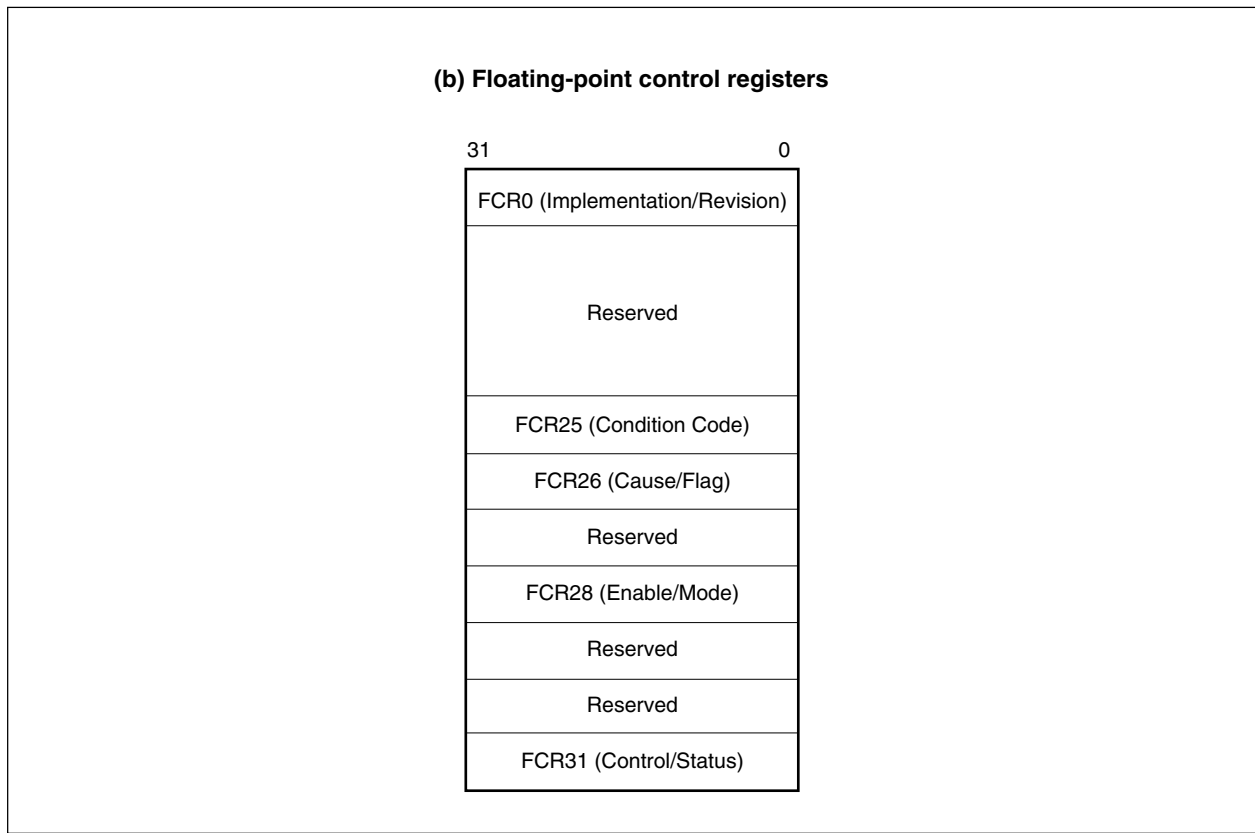 (b) Floating-point control registers
31 0
FCR0 (Implementation/Revision)
Reserved
FCR25 (Condition Code)
FCR26 (Cause/Flag)
Reserved
FCR28 (Enable/Mode)
Reserved
Reserved
FCR31 (Control/Status)